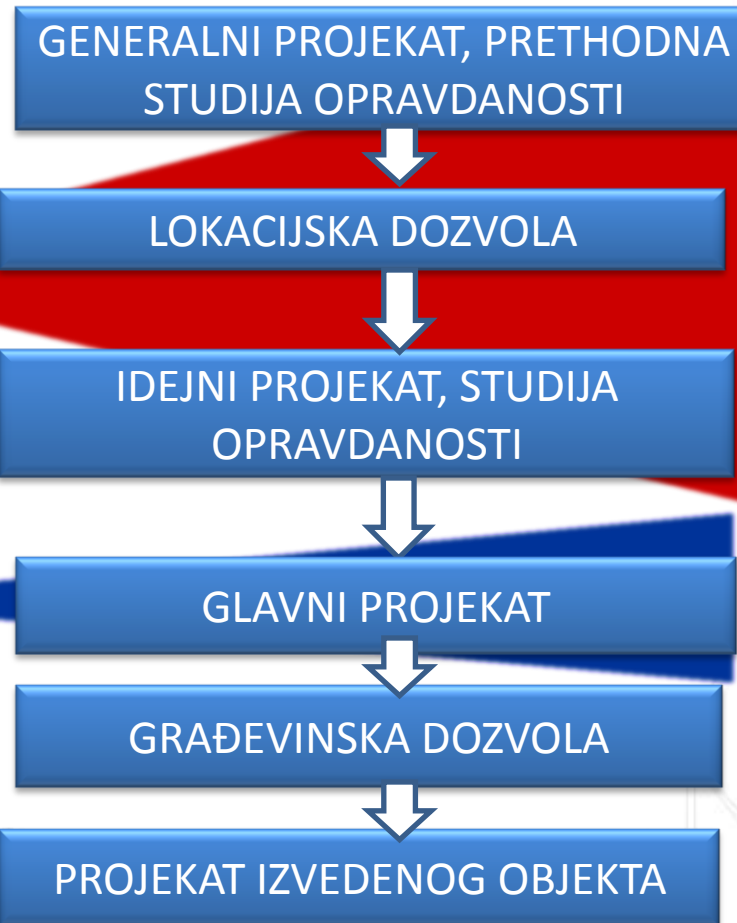 GENERALNI PROJEKAT, PRETHODNA
STUDIJA OPRAVDANOSTI
LOKACIJSKA DOZVOLA
IDEJNI PROJEKAT, STUDIJA
OPRAVDANOSTI
GLAVNI PROJEKAT
GRAĐEVINSKA DOZVOLA
PROJEKAT IZVEDENOG OBJEKTA